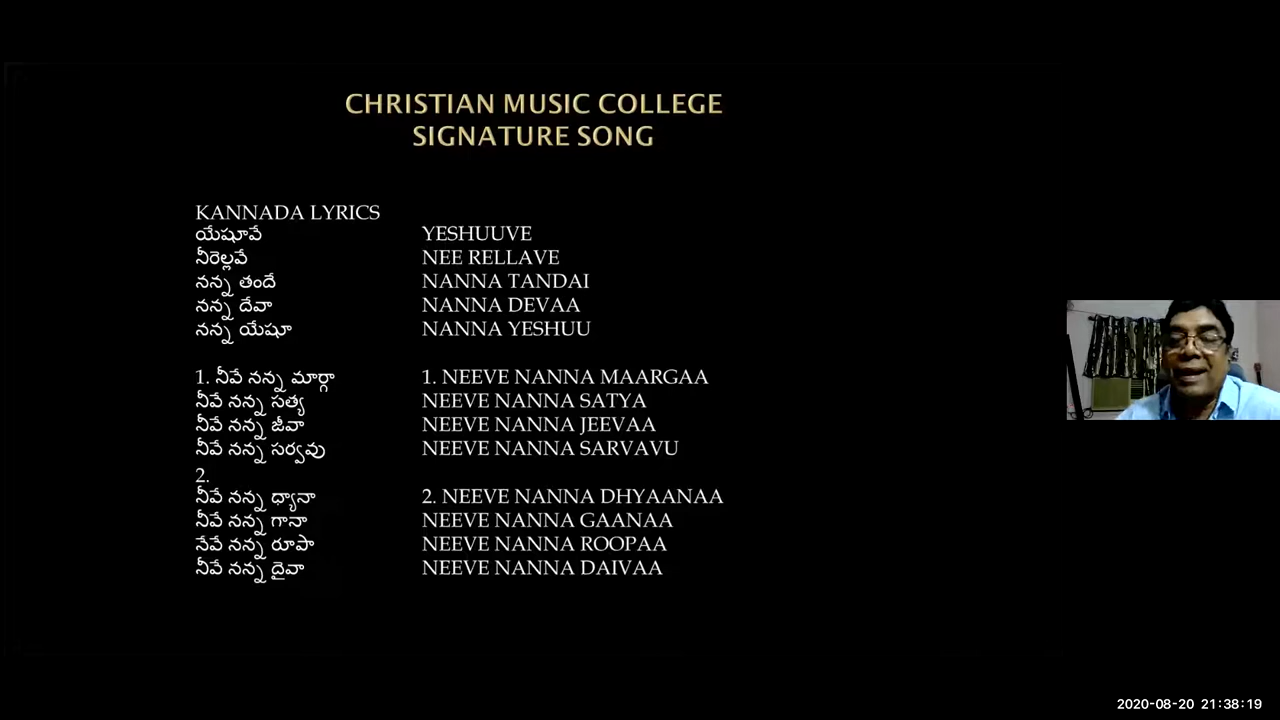 CHRISTIAN MUSIC COLLEGE
SIGNATURE SONG
KANNADA LYRICS
యేషూవే YESHUUVE
నీరెల్లవే NEE RELLAVE
నన్న తందే NANNA TANDAI
నన్న దేవా NANNA DEVAA
నన్న యేషూ NANNA YESHUU
1. నీవే నన్న మార్గా 1. NEEVE NANNA MAARGAA
నీవే నన్న సత్య NEEVE NANNA SATYA
నీవే నన్న జీవా NEEVE NANNA JEEVAA
నీవే నన్న సర్వవు NEEVE NANNA SARVAVU
2.
నీవే నన్న ధ్యానా 2. NEEVE NANNA DHYAANAA
నీవే నన్న గానా NEEVE NANNA GAANAA
నేవే నన్న రూపా NEEVE NANNA ROOPAA
నీవే నన్న దైవా NEEVE NANNA DAIVAA
2020-08-20 21:38:19